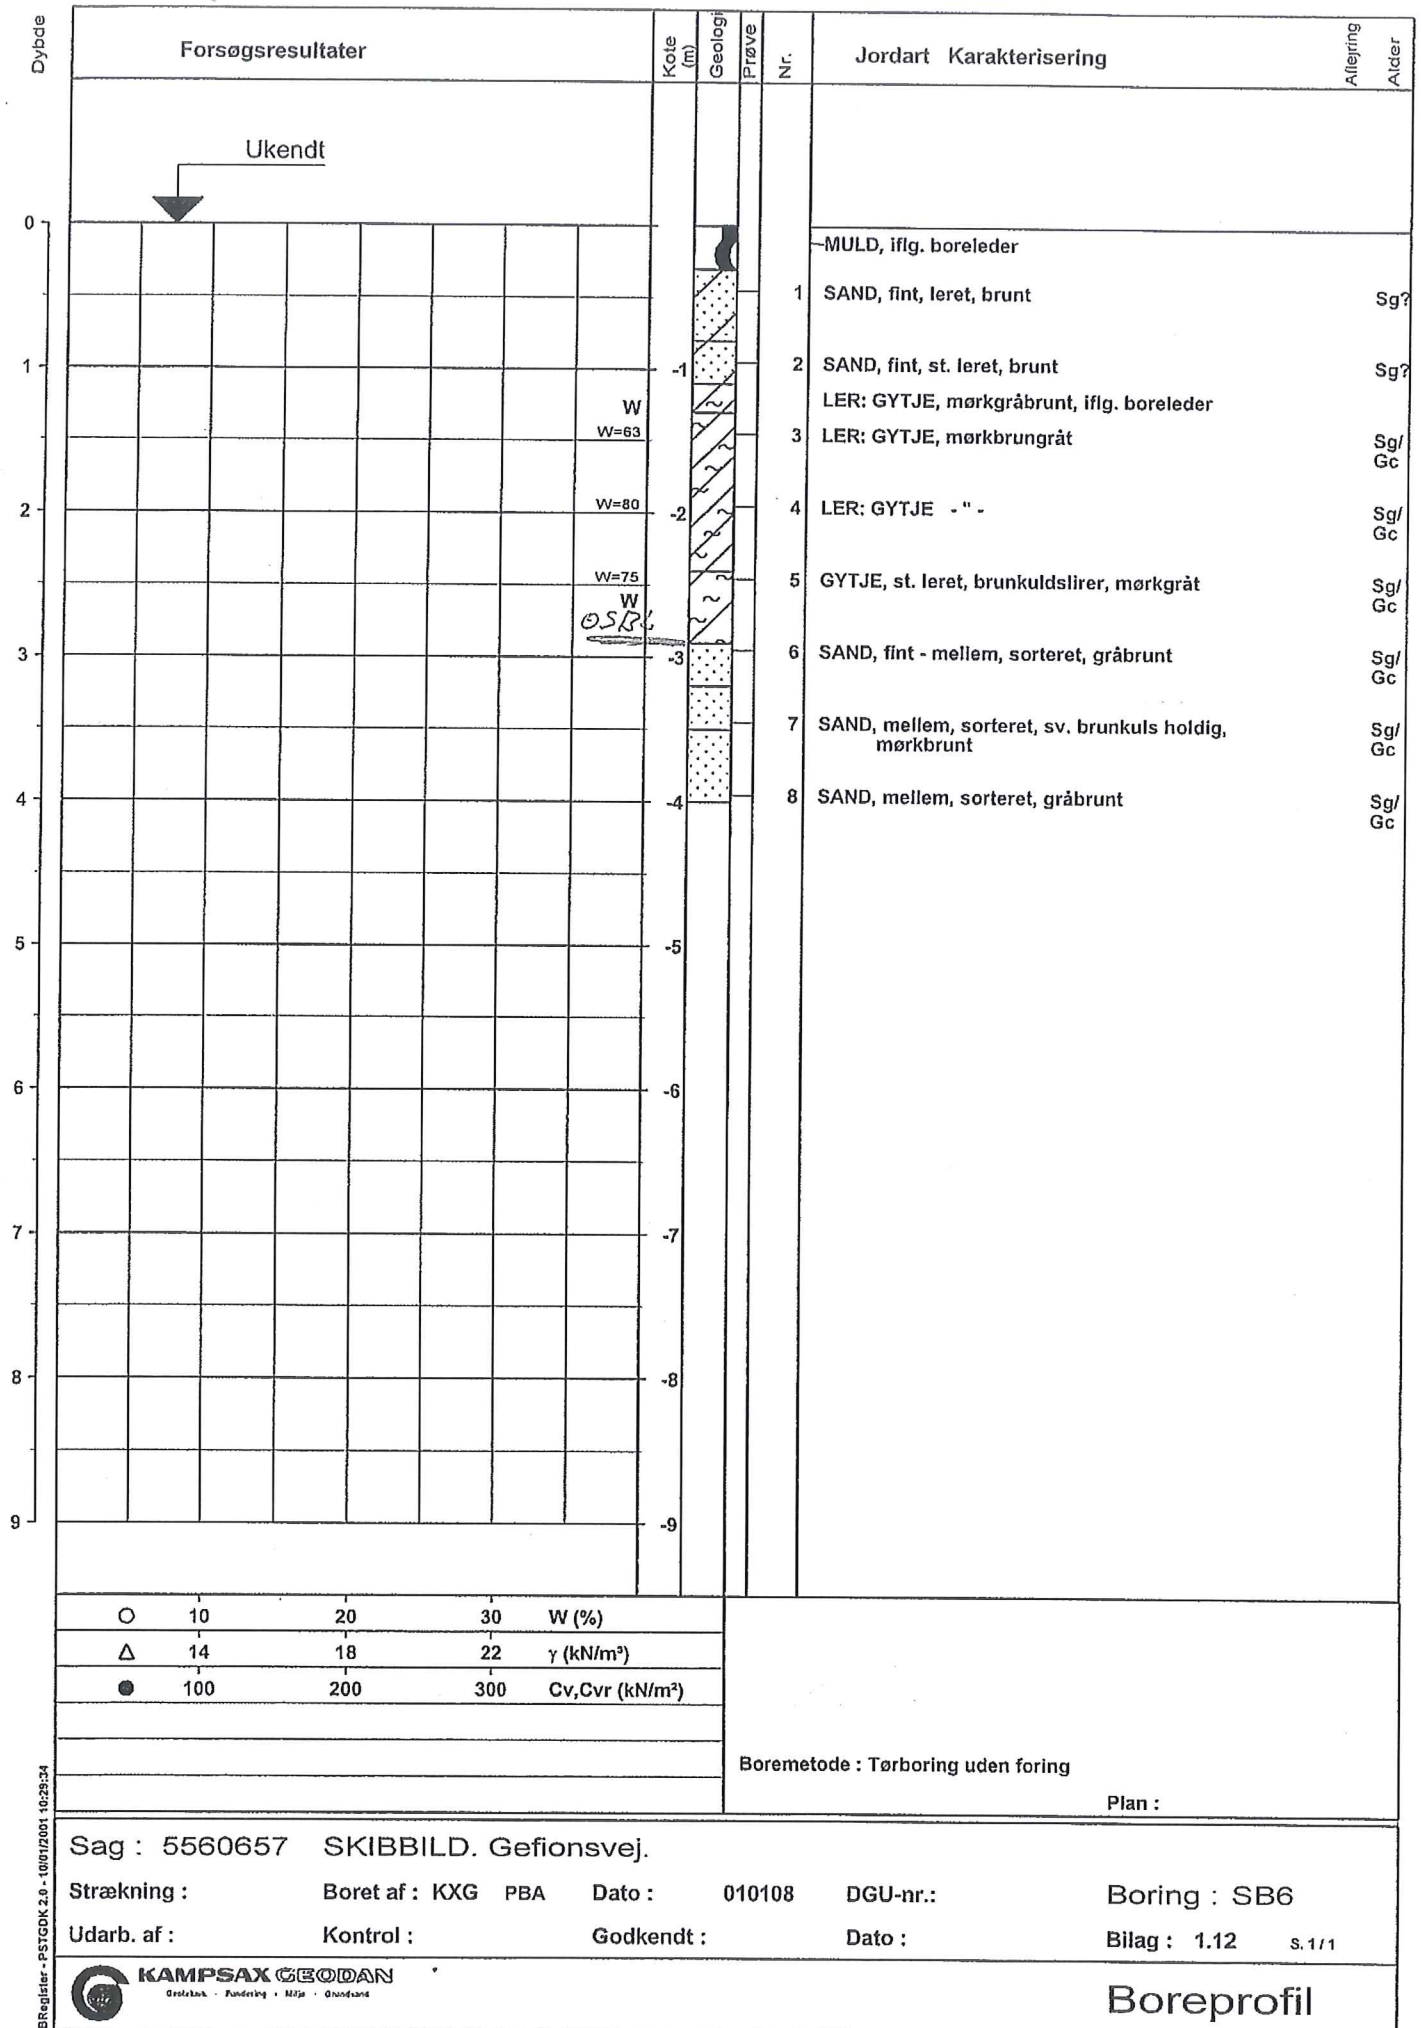 Dybde
Forsøgsresultater
Kote (m)
Geologi
Prøve
Nr.
Jordart Karakterisering
Aflejring
Alder
Ukendt
0
MULD, iflg. boreleder
1 SAND, fint, leret, brunt Sg?
1 -1 2 SAND, fint, st. leret, brunt Sg?
W LER: GYTJE, mørkgråbrunt, iflg. boreleder
W=63 3 LER: GYTJE, mørkbrungråt Sg/
Gc
2 W=80 -2 4 LER: GYTJE - " - Sg/
Gc
W=75 5 GYTJE, st. leret, brunkuldslirer, mørkgråt Sg/
Gc
W
OSBL
3 -3 6 SAND, fint - mellem, sorteret, gråbrunt Sg/
Gc
7 SAND, mellem, sorteret, sv. brunkuls holdig, Sg/
mørkbrunt Gc
4 -4 8 SAND, mellem, sorteret, gråbrunt Sg/
Gc
5 -5
6 -6
7 -7
8 -8
9 -9
10 20 30 W (%)
14 18 22 γ (kN/m³)
100 200 300 Cv,Cvr (kN/m²)
Boremetode : Tørboring uden foring
Plan :
BRegister - PSTGDK 2.0 - 10/01/2001 10:29:34
Sag : 5560657 SKIBBILD. Gefionsvej.
Strækning : Boret af : KXG PBA Dato : 010108 DGU-nr.: Boring : SB6
Udarb. af : Kontrol : Godkendt : Dato : Bilag : 1.12 S. 1 / 1
KAMPSAX GEODAN
Geoteknik · Fundering · Miljø · Grundvand
Boreprofil